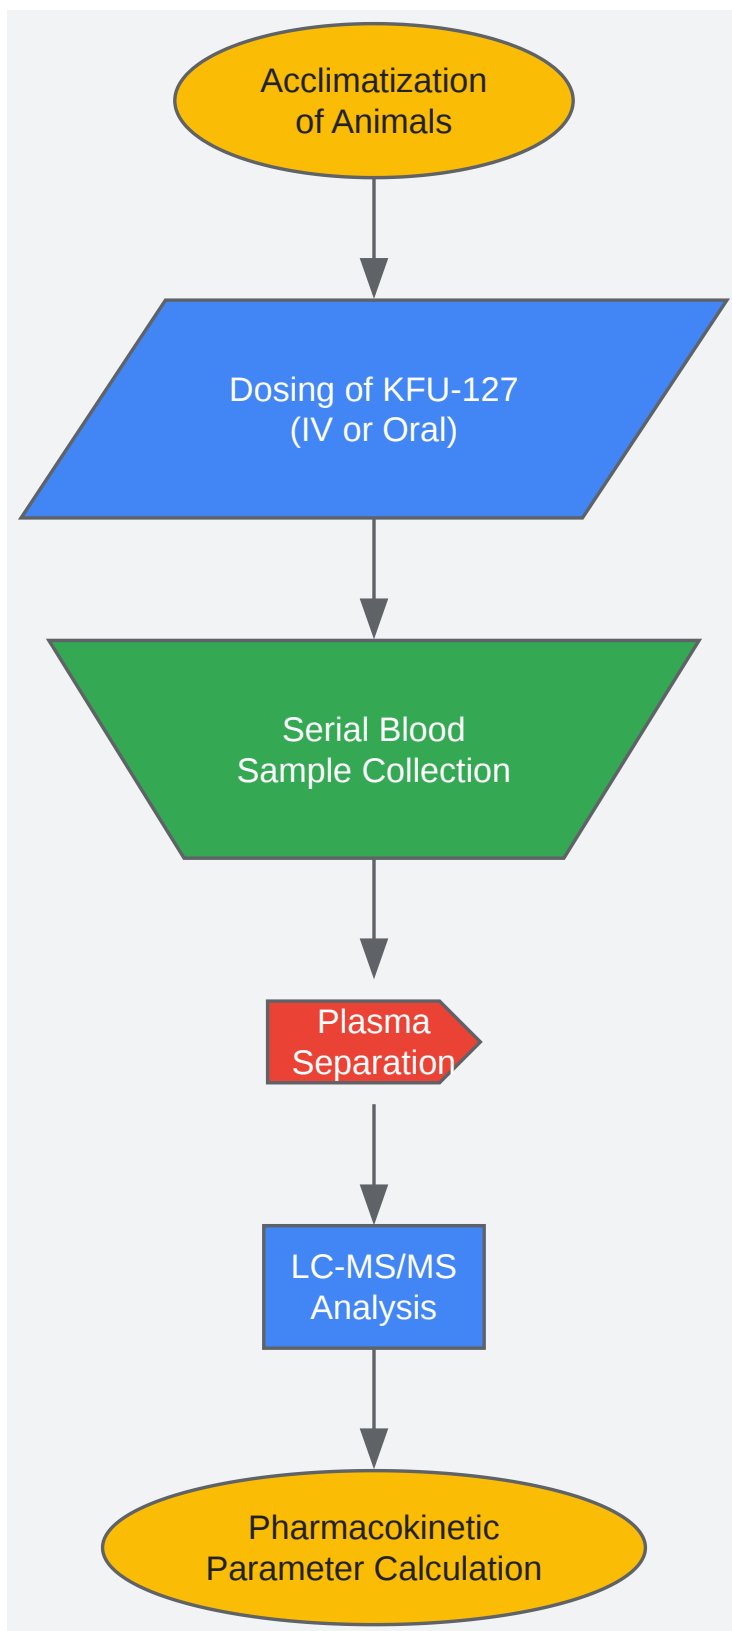 Acclimatization
of Animals
Dosing of KFU-127
(IV or Oral)
Serial Blood
Sample Collection
Plasma
Separation
LC-MS/MS
Analysis
Pharmacokinetic
Parameter Calculation